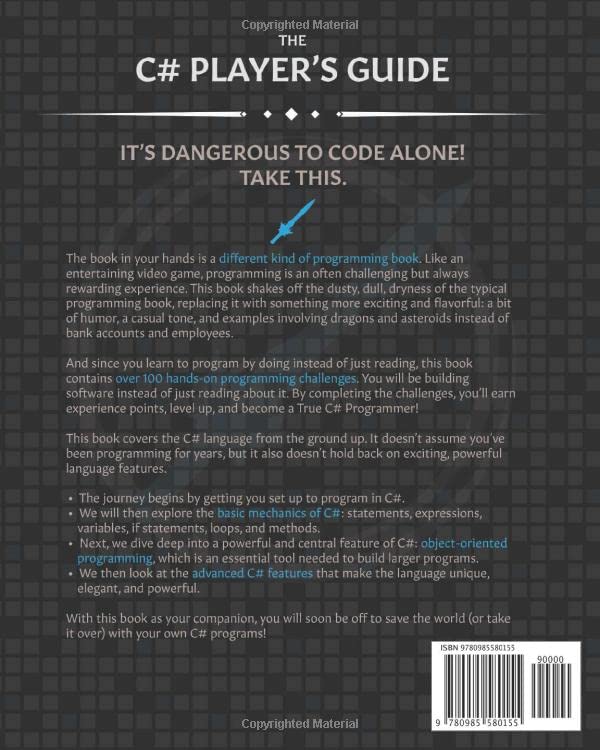 Copyrighted Material
THE
C# PLAYER'S GUIDE
IT'S DANGEROUS TO CODE ALONE!
TAKE THIS.
The book in your hands is a different kind of programming book. Like an
entertaining video game, programming is an often challenging but always
rewarding experience. This book shakes off the dusty, dull, dryness of the typical
programming book, replacing it with something more exciting and flavorful: a bit
of humor, a casual tone, and examples involving dragons and asteroids instead of
bank accounts and employees.
And since you learn to program by doing instead of just reading, this book
contains over 100 hands-on programming challenges. You will be building
software instead of just reading about it. By completing the challenges, you'll earn
experience points, level up, and become a True C# Programmer!
This book covers the C# language from the ground up. It doesn't assume you've
been programming for years, but it also doesn't hold back on exciting, powerful
language features.
• The journey begins by getting you set up to program in C#.
• We will then explore the basic mechanics of C#: statements, expressions,
variables, if statements, loops, and methods.
• Next, we dive deep into a powerful and central feature of C#: object-oriented
programming, which is an essential tool needed to build larger programs.
• We then look at the advanced C# features that make the language unique,
elegant, and powerful.
With this book as your companion, you will soon be off to save the world (or take
it over) with your own C# programs!
ISBN 9780985580155
90000
9 780985 580155
Copyrighted Material